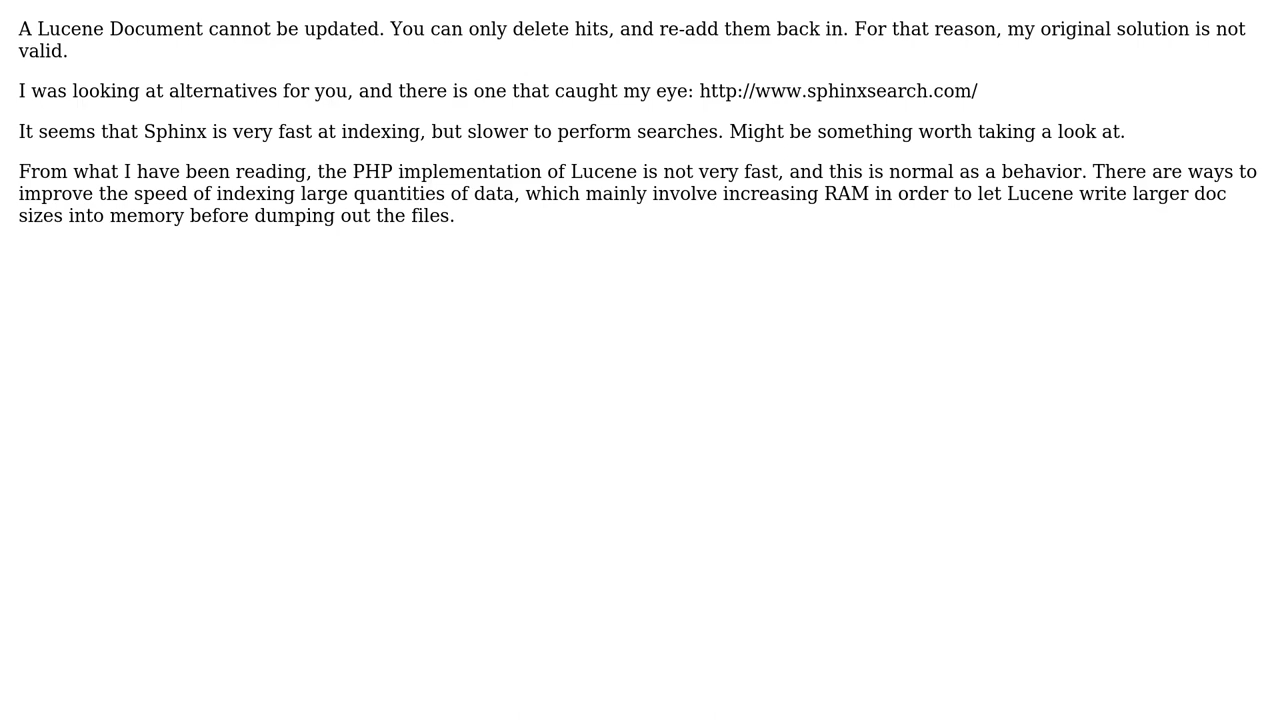 A Lucene Document cannot be updated. You can only delete hits, and re-add them back in. For that reason, my original solution is not
valid.
I was looking at alternatives for you, and there is one that caught my eye: http://www.sphinxsearch.com/
It seems that Sphinx is very fast at indexing, but slower to perform searches. Might be something worth taking a look at.
From what I have been reading, the PHP implementation of Lucene is not very fast, and this is normal as a behavior. There are ways to
improve the speed of indexing large quantities of data, which mainly involve increasing RAM in order to let Lucene write larger doc
sizes into memory before dumping out the files.